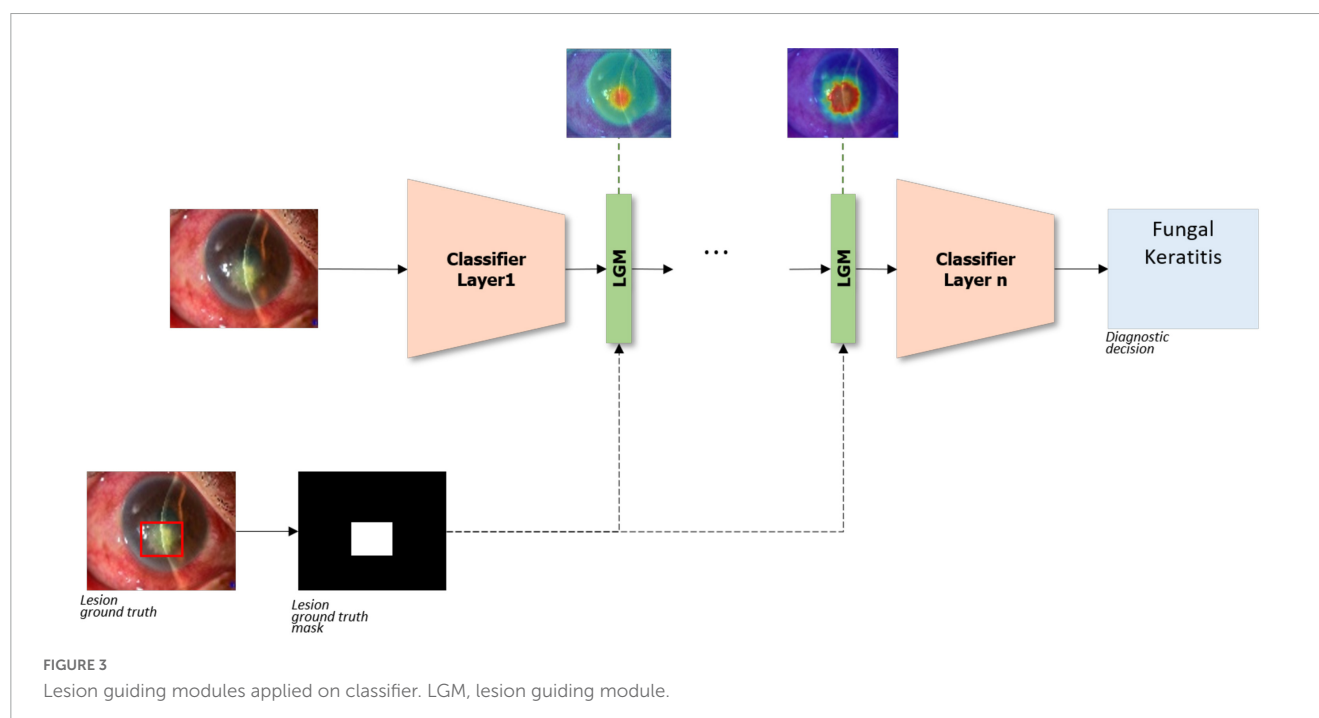 Classifier
Layer1
LGM
...
LGM
Classifier
Layer n
Fungal
Keratitis
Diagnostic
decision
Lesion
ground truth
Lesion
ground truth
mask
FIGURE 3
Lesion guiding modules applied on classifier. LGM, lesion guiding module.